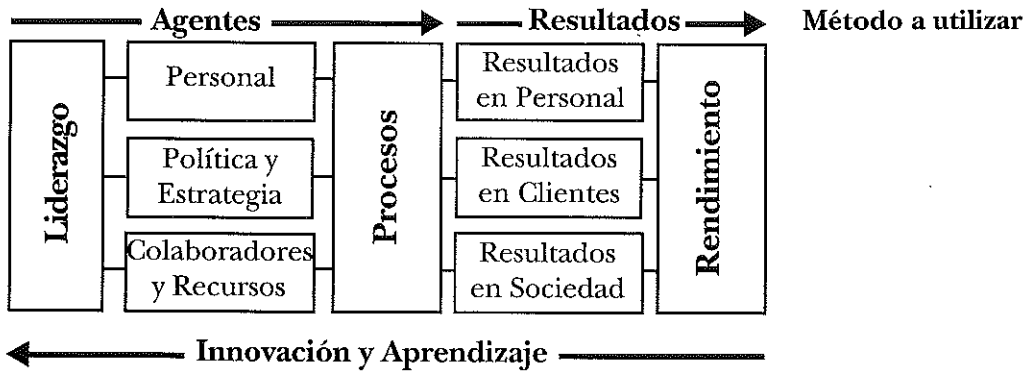 Agentes
Resultados
Método a utilizar
Liderazgo
Personal
Política y
Estrategia
Colaboradores
y Recursos
Procesos
Resultados
en Personal
Resultados
en Clientes
Resultados
en Sociedad
Rendimiento
Innovación y Aprendizaje